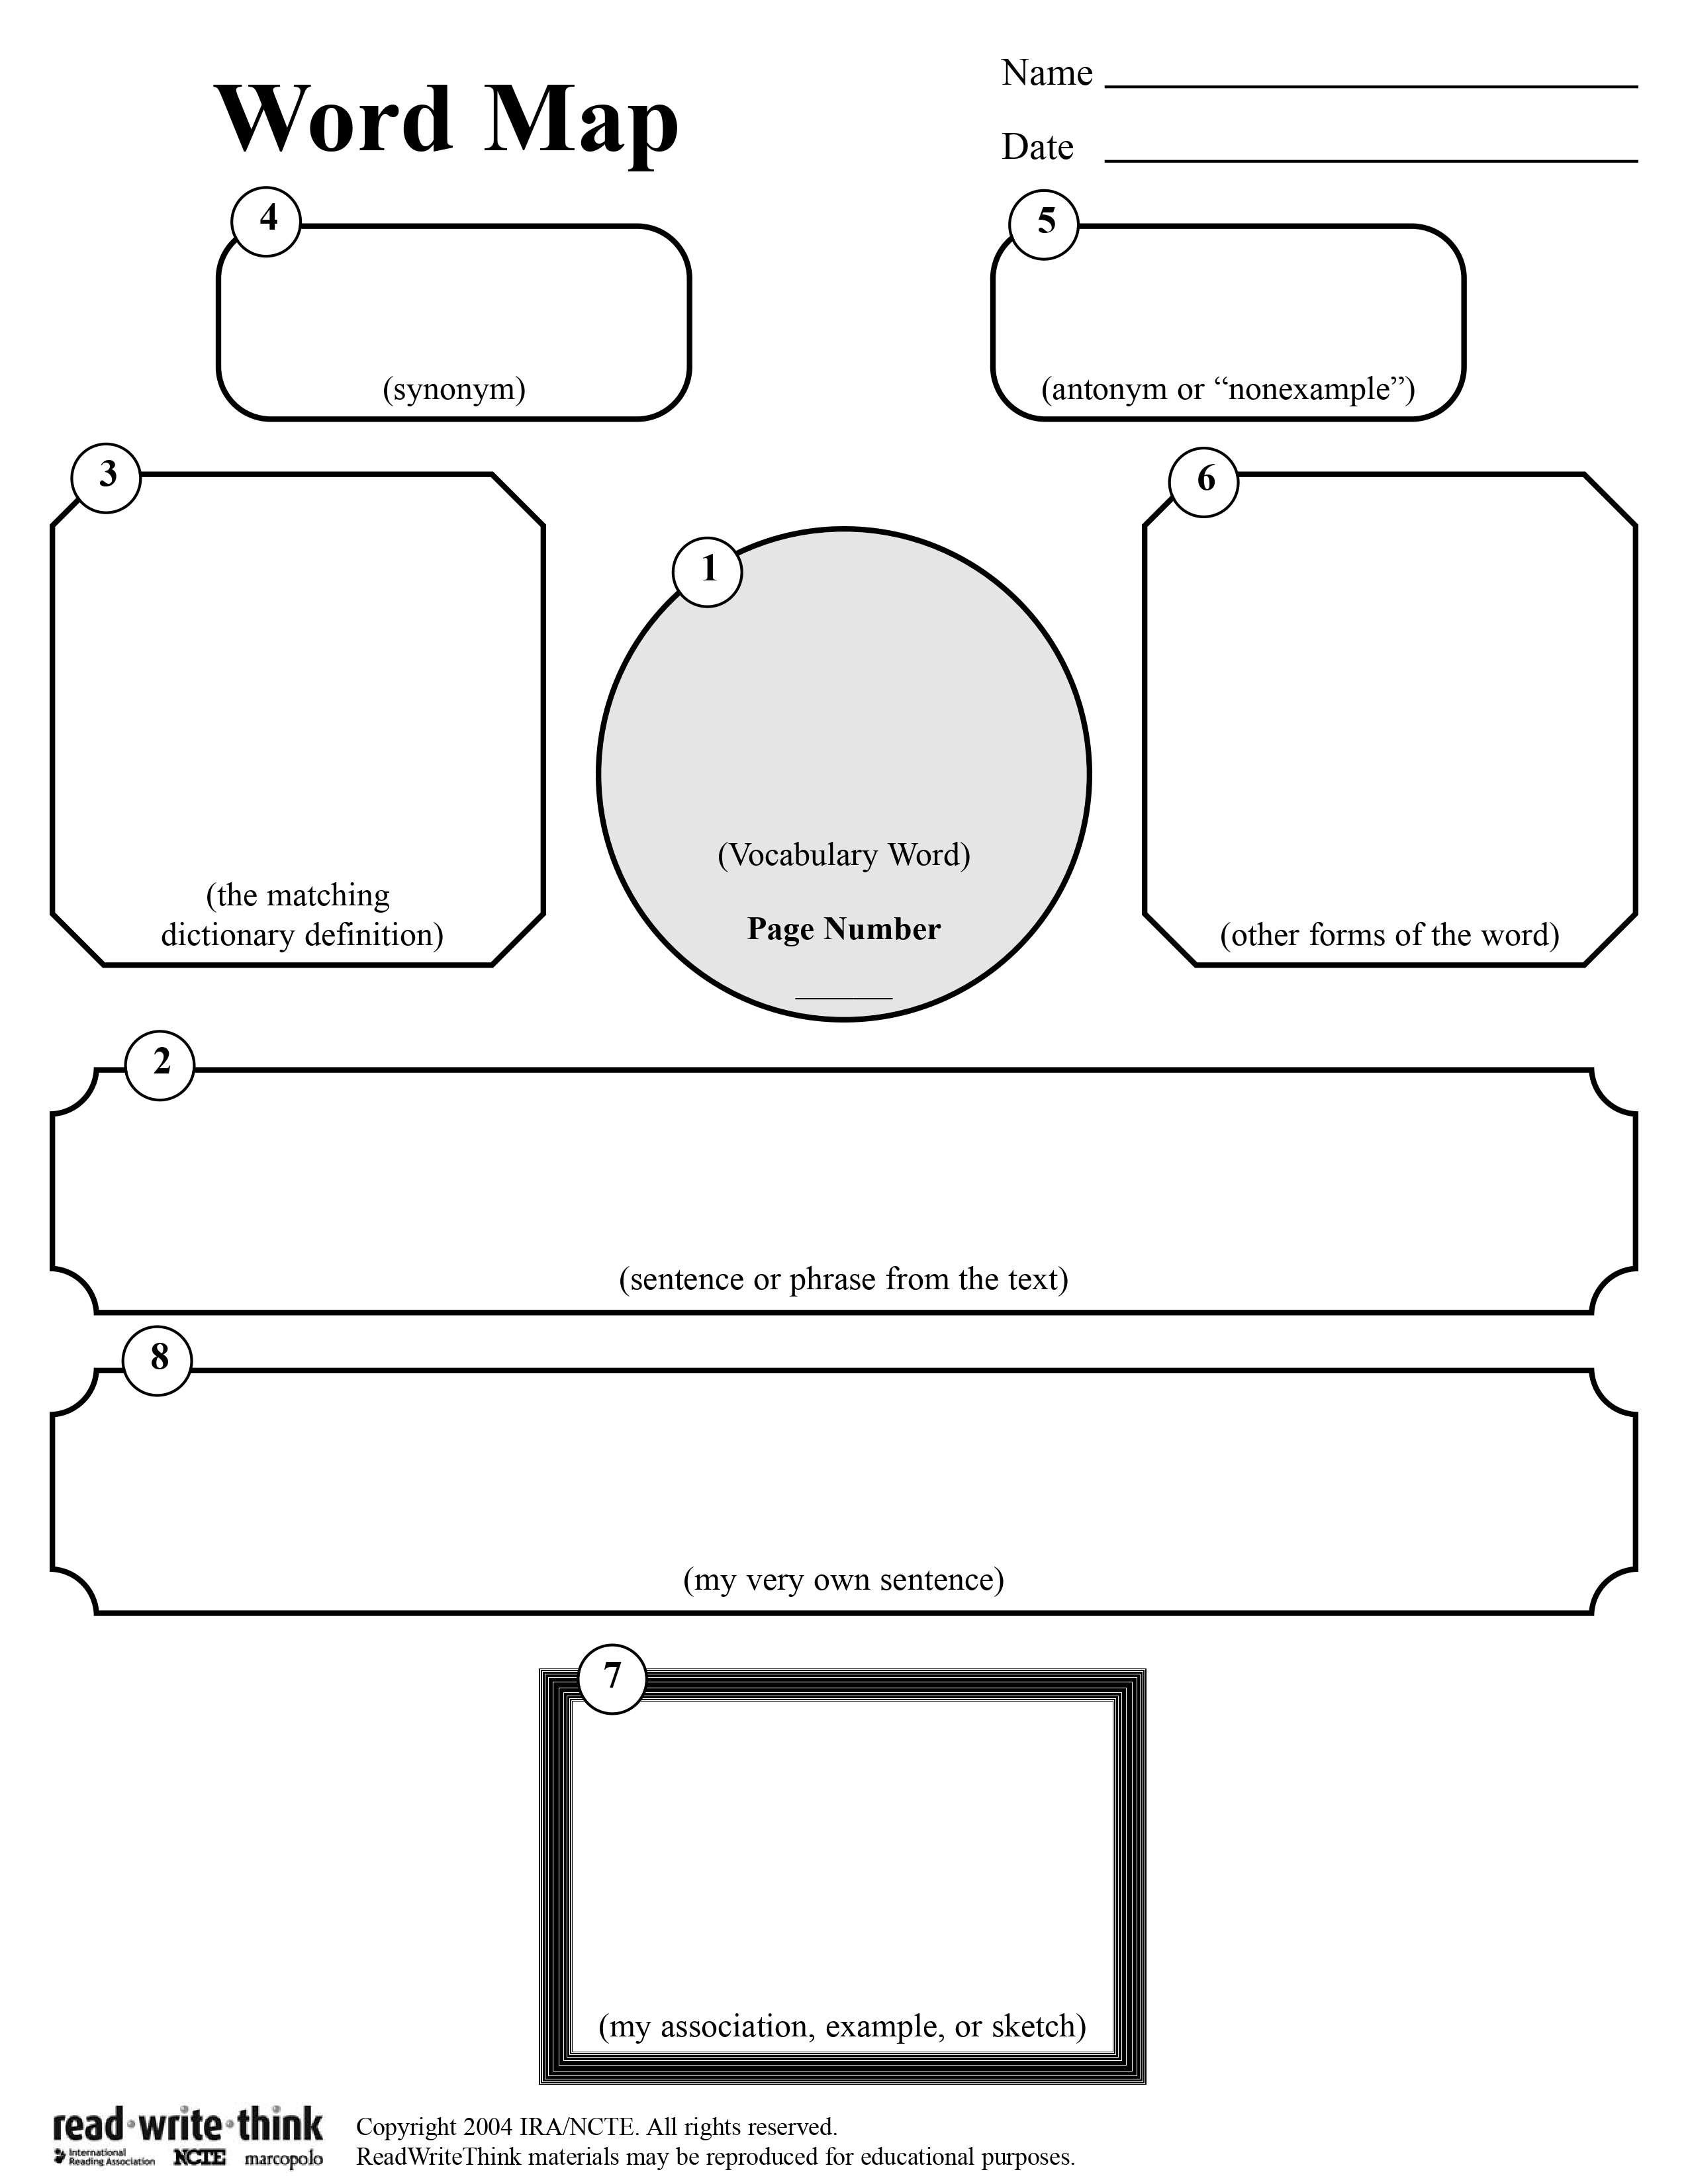 Word Map
Name
Date
4
(synonym)
5
(antonym or “nonexample”)
3
(the matching
dictionary definition)
1
(Vocabulary Word)
Page Number
6
(other forms of the word)
2
(sentence or phrase from the text)
8
(my very own sentence)
7
(my association, example, or sketch)
read•write•think
International
Reading Association
NCTE
marcopolo
Copyright 2004 IRA/NCTE. All rights reserved.
ReadWriteThink materials may be reproduced for educational purposes.